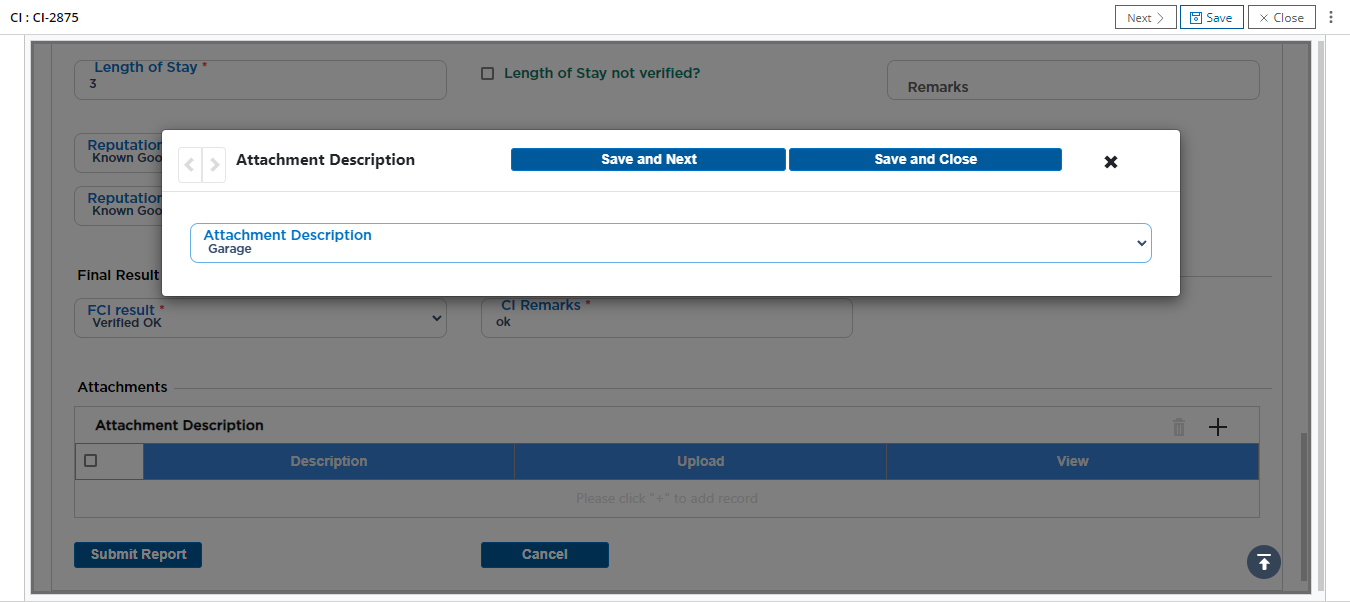 CI : CI-2875
Next
Save
Close
Length of Stay *
3
Length of Stay not verified?
Remarks
Reputation
Known Goo
Attachment Description
Save and Next
Save and Close
Reputation
Known Goo
Attachment Description
Garage
Final Result
FCI result *
Verified OK
CI Remarks *
ok
Attachments
Attachment Description
Description
Upload
View
Please click "+" to add record
Submit Report
Cancel